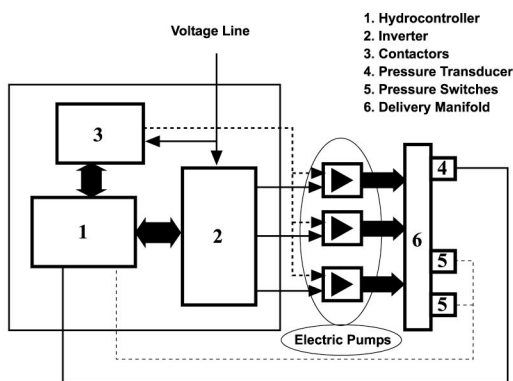 Voltage Line
1. Hydrocontroller
2. Inverter
3. Contactors
4. Pressure Transducer
5. Pressure Switches
6. Delivery Manifold
3
1
2
6
4
5
5
Electric Pumps